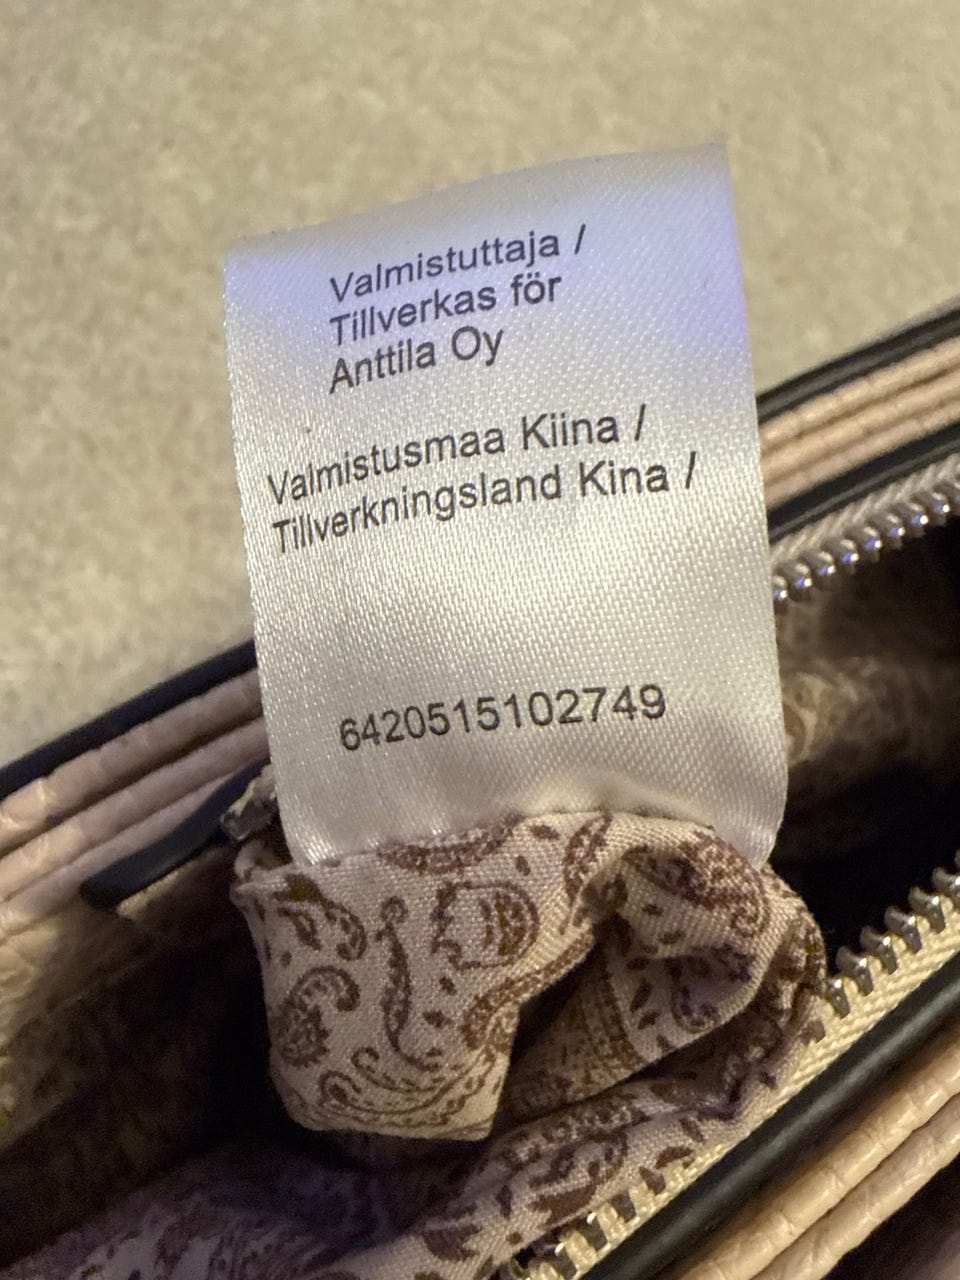 Valmistuttaja /
Tillverkas för
Anttila Oy
Valmistusmaa Kiina /
Tillverkningsland Kina /
6420515102749